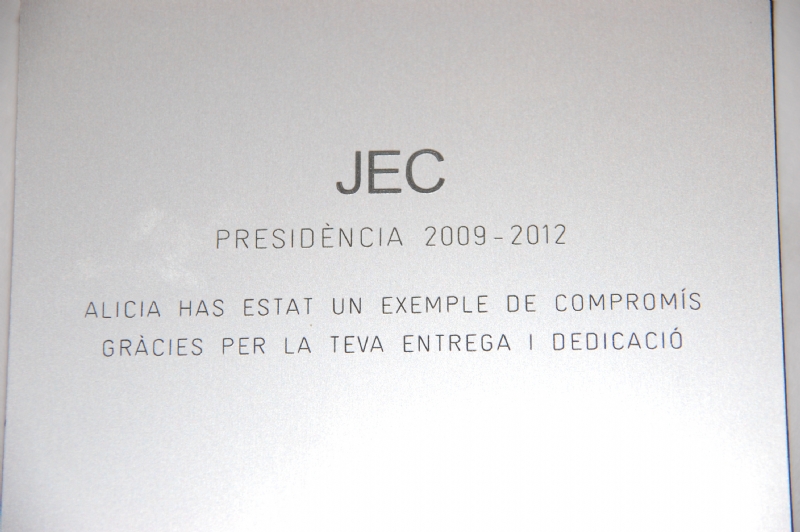 JEC
PRESIDÈNCIA 2009-2012
ALICIA HAS ESTAT UN EXEMPLE DE COMPROMÍS
GRÀCIES PER LA TEVA ENTREGA I DEDICACIÓ